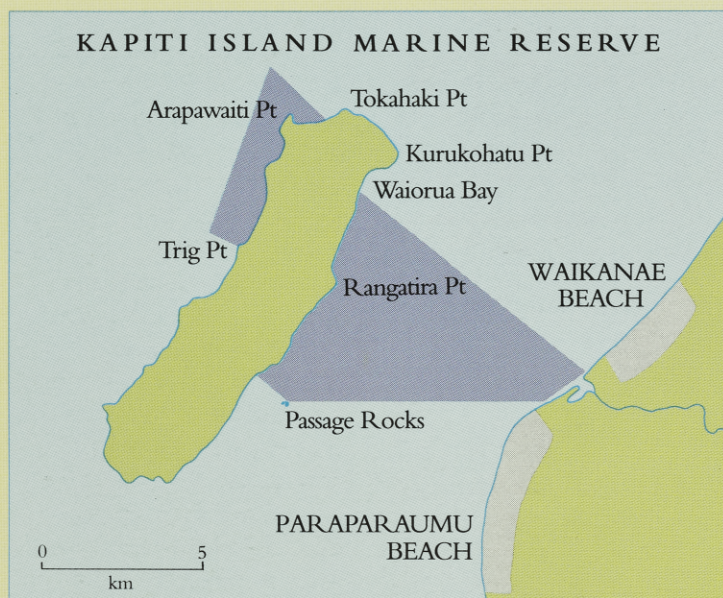 KAPITI ISLAND MARINE RESERVE
Arapawaiti Pt
Tokahaki Pt
Kurukohatu Pt
Waiorua Bay
Trig Pt
Rangatira Pt
WAIKANAE
BEACH
Passage Rocks
PARAPARAUMU
BEACH
0 5
km